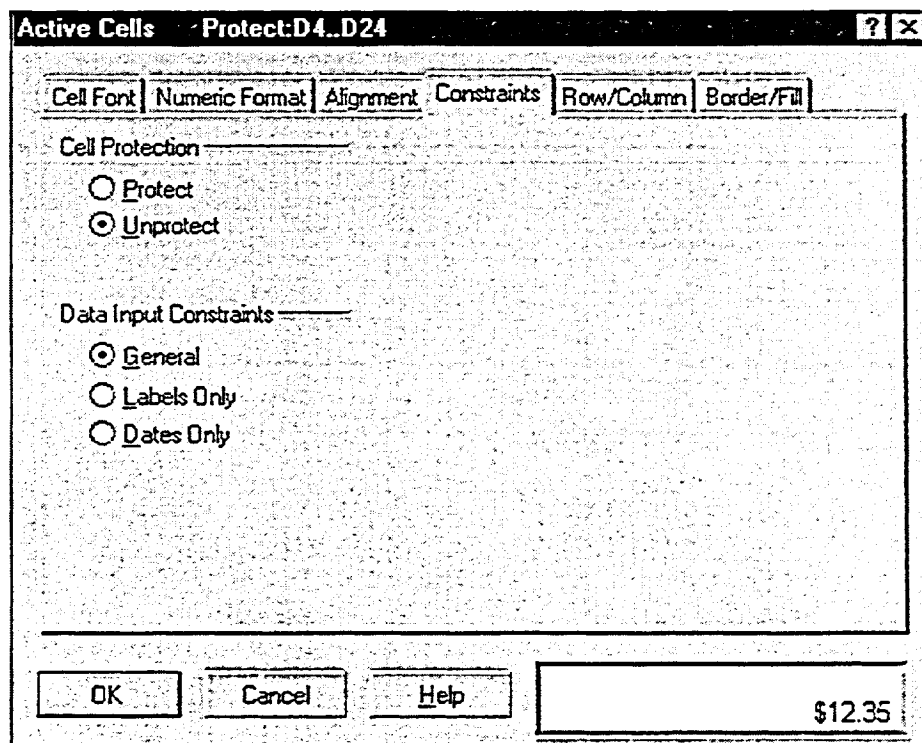 Active Cells Protect:D4..D24 ? X
Cell Font Numeric Format Alignment Constraints Row/Column Border/Fill
Cell Protection
Protect
Unprotect
Data Input Constraints
General
Labels Only
Dates Only
OK Cancel Help $12.35